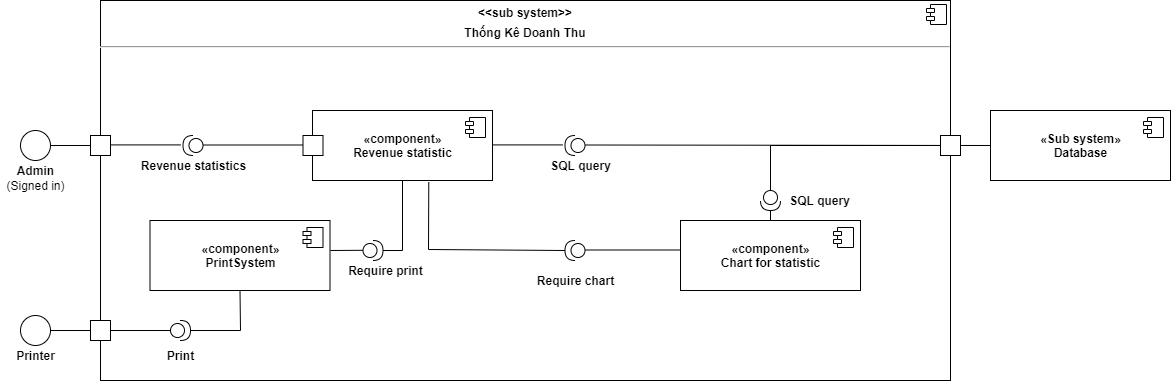 <<sub system>>
Thống Kê Doanh Thu
«component»
Revenue statistic
«Sub system»
Database
Admin
(Signed in)
Revenue statistics
SQL query
SQL query
«component»
PrintSystem
Require print
«component»
Chart for statistic
Require chart
Printer
Print